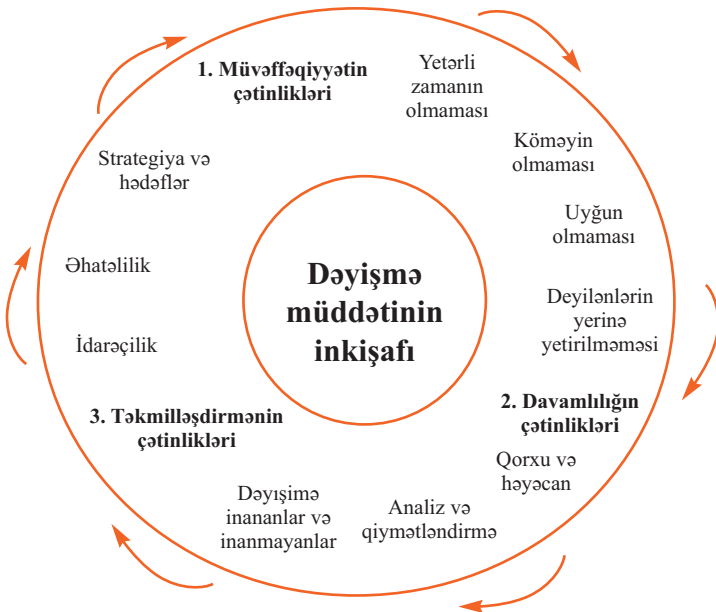 1. Müvəffəqiyyətin
çətinlikləri
Yetərli
zamanın
olmaması
Köməyin
olmaması
Uyğun
olmaması
Deyilənlərin
yerinə
yetirilməməsi
2. Davamlılığın
çətinlikləri
Qorxu və
həyəcan
Analiz və
qiymətləndirmə
Dəyışimə
inananlar və
inanmayanlar
3. Təkmilləşdirmənin
çətinlikləri
İdarəçilik
Əhatəlilik
Strategiya və
hədəflər
Dəyişmə
müddətinin
inkişafı